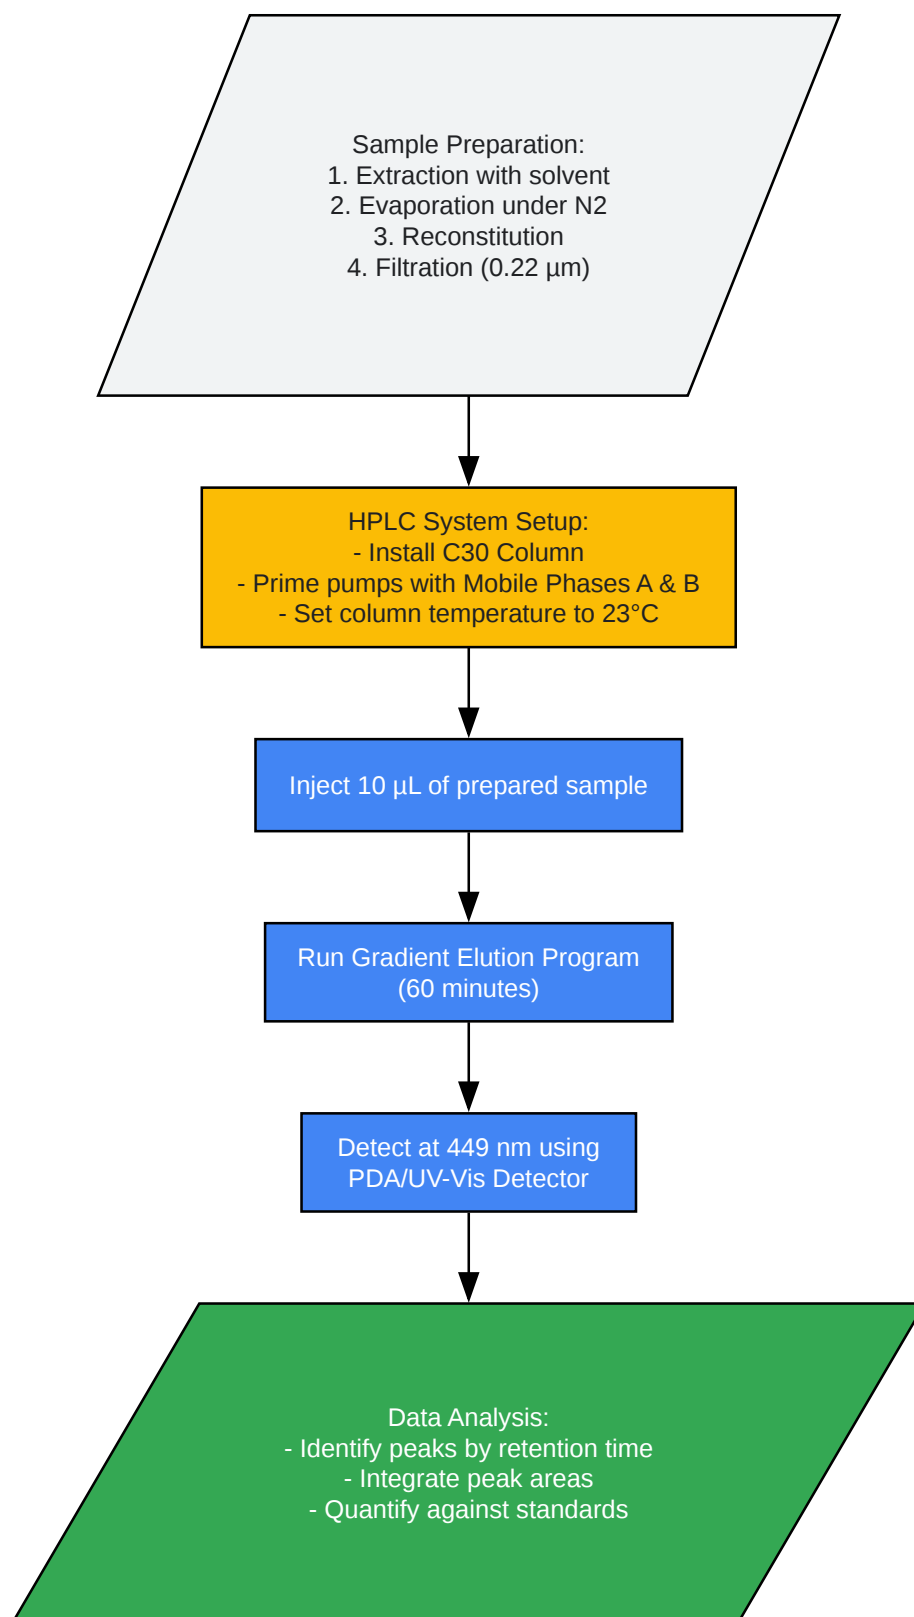 Sample Preparation:
1. Extraction with solvent
2. Evaporation under N2
3. Reconstitution
4. Filtration (0.22 µm)
HPLC System Setup:
- Install C30 Column
- Prime pumps with Mobile Phases A & B
- Set column temperature to 23°C
Inject 10 µL of prepared sample
Run Gradient Elution Program
(60 minutes)
Detect at 449 nm using
PDA/UV-Vis Detector
Data Analysis:
- Identify peaks by retention time
- Integrate peak areas
- Quantify against standards